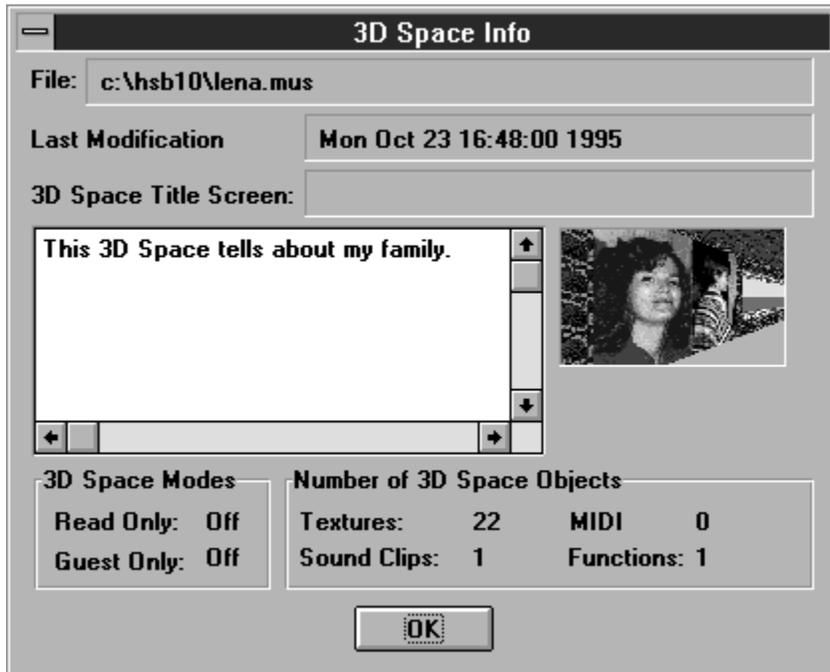 3D Space Info
File: c:\hsb10\lena.mus
Last Modification Mon Oct 23 16:48:00 1995
3D Space Title Screen:
This 3D Space tells about my family.
3D Space Modes
Read Only: Off
Guest Only: Off
Number of 3D Space Objects
Textures: 22 MIDI 0
Sound Clips: 1 Functions: 1
OK